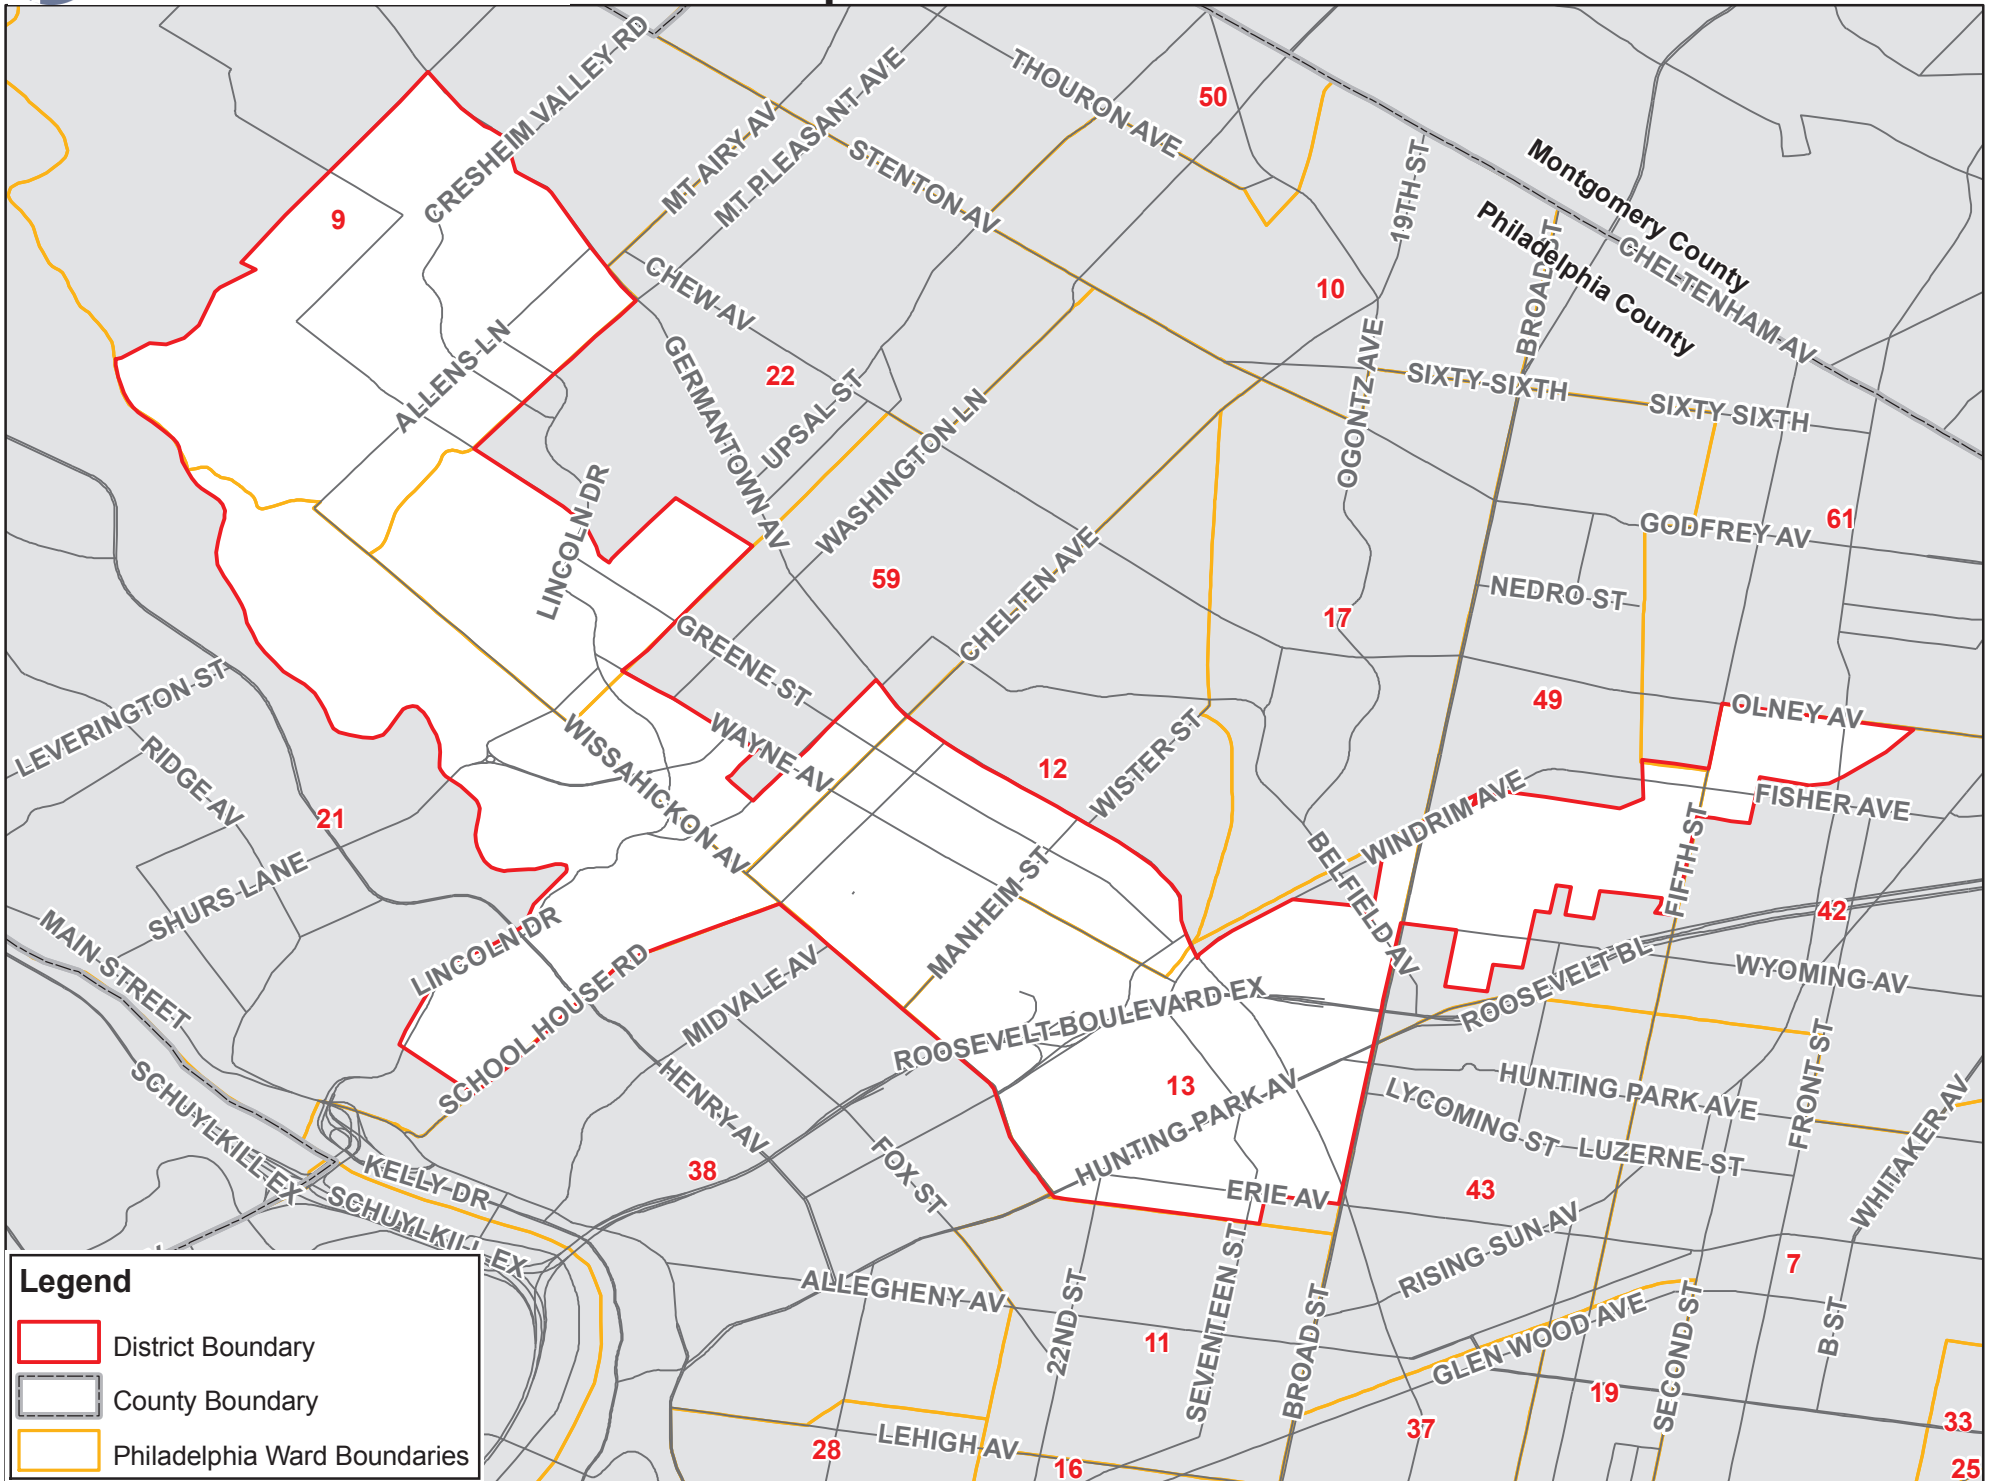 CRESHEIM VALLEY RD
MT AIRY AV
MT PLEASANT AVE
THOURON AVE
50
STENTON AV
19TH ST
Montgomery County
Philadelphia County
BROAD ST
CHELTENHAM AV
9
10
CHEW AV
ALLENS LN
GERMANTOWN AV
22
UPSAL ST
WASHINGTON LN
OGONTZ AVE
SIXTY-SIXTH
SIXTY SIXTH
LINCOLN DR
59
CHELTEN AVE
GODFREY AV
61
NEDRO ST
17
GREENE ST
LEVERINGTON ST
RIDGE AV
WISSAHICKON AV
WAYNE AV
12
WISTER ST
49
OLNEY AV
21
WINDRIM AVE
FISHER AVE
BELFIELD AV
FIFTH ST
SHURS LANE
MANHEIM ST
42
MAIN STREET
LINCOLN DR
SCHOOL HOUSE RD
MIDVALE AV
ROOSEVELT BOULEVARD EX
ROOSEVELT BL
WYOMING AV
SCHUYLKILL EX
HENRY AV
13
HUNTING PARK AV
HUNTING PARK AVE
LYCOMING ST
LUZERNE ST
FRONT ST
WHITAKER AV
KELLY DR
38
FOX ST
ERIE AV
43
SCHUYLKILL EX
RISING SUN AV
7
ALLEGHENY AV
22ND ST
SEVENTEEN ST
BROAD ST
11
GLEN WOOD AVE
SECOND ST
B ST
19
28
LEHIGH AV
16
37
33
25
Legend
District Boundary
County Boundary
Philadelphia Ward Boundaries